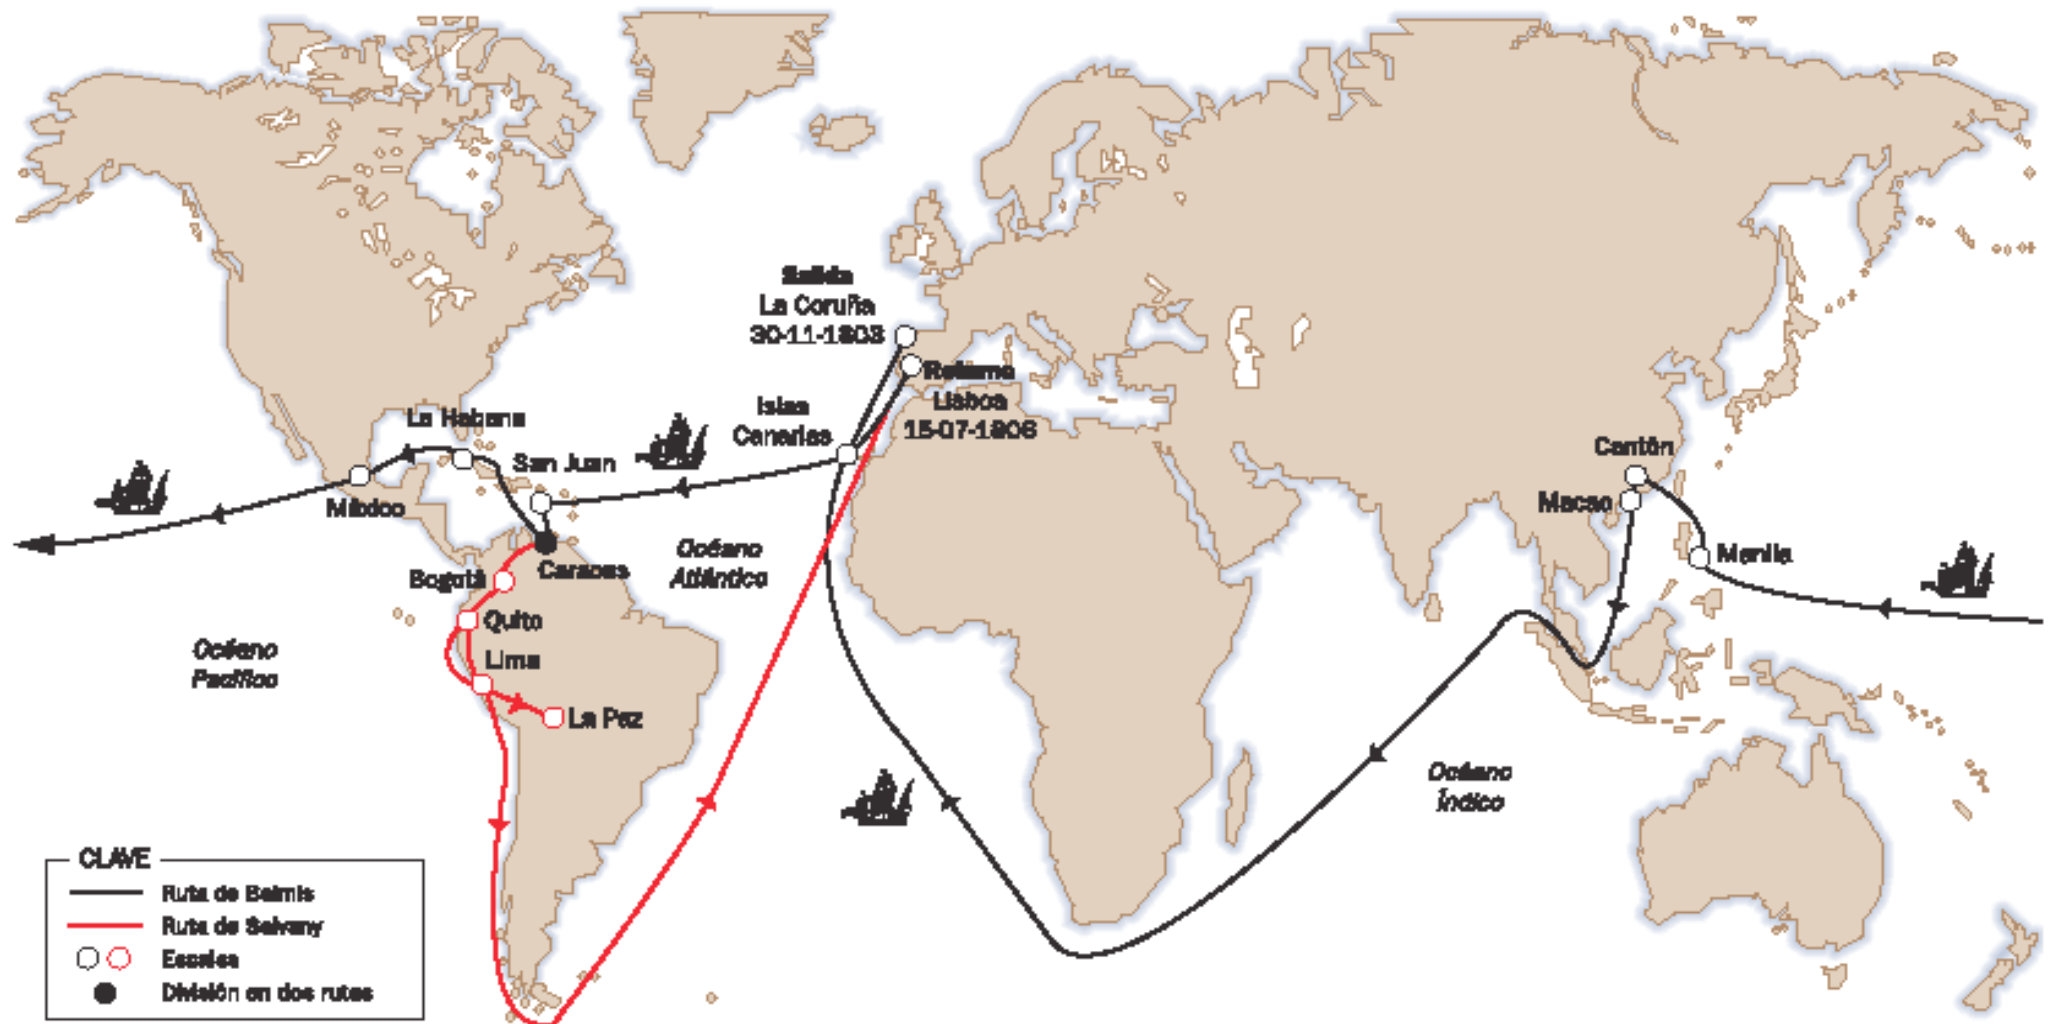 Salida
La Coruña
30-11-1803
Retorno
Lisboa
15-07-1806
Islas
Canarias
La Habana
San Juan
México
Caracas
Bogotá
Quito
Lima
La Paz
Océano
Atlántico
Océano
Pacífico
Cantón
Macao
Manila
Océano
Índico
CLAVE
Ruta de Balmis
Ruta de Salvany
Escalas
División en dos rutas